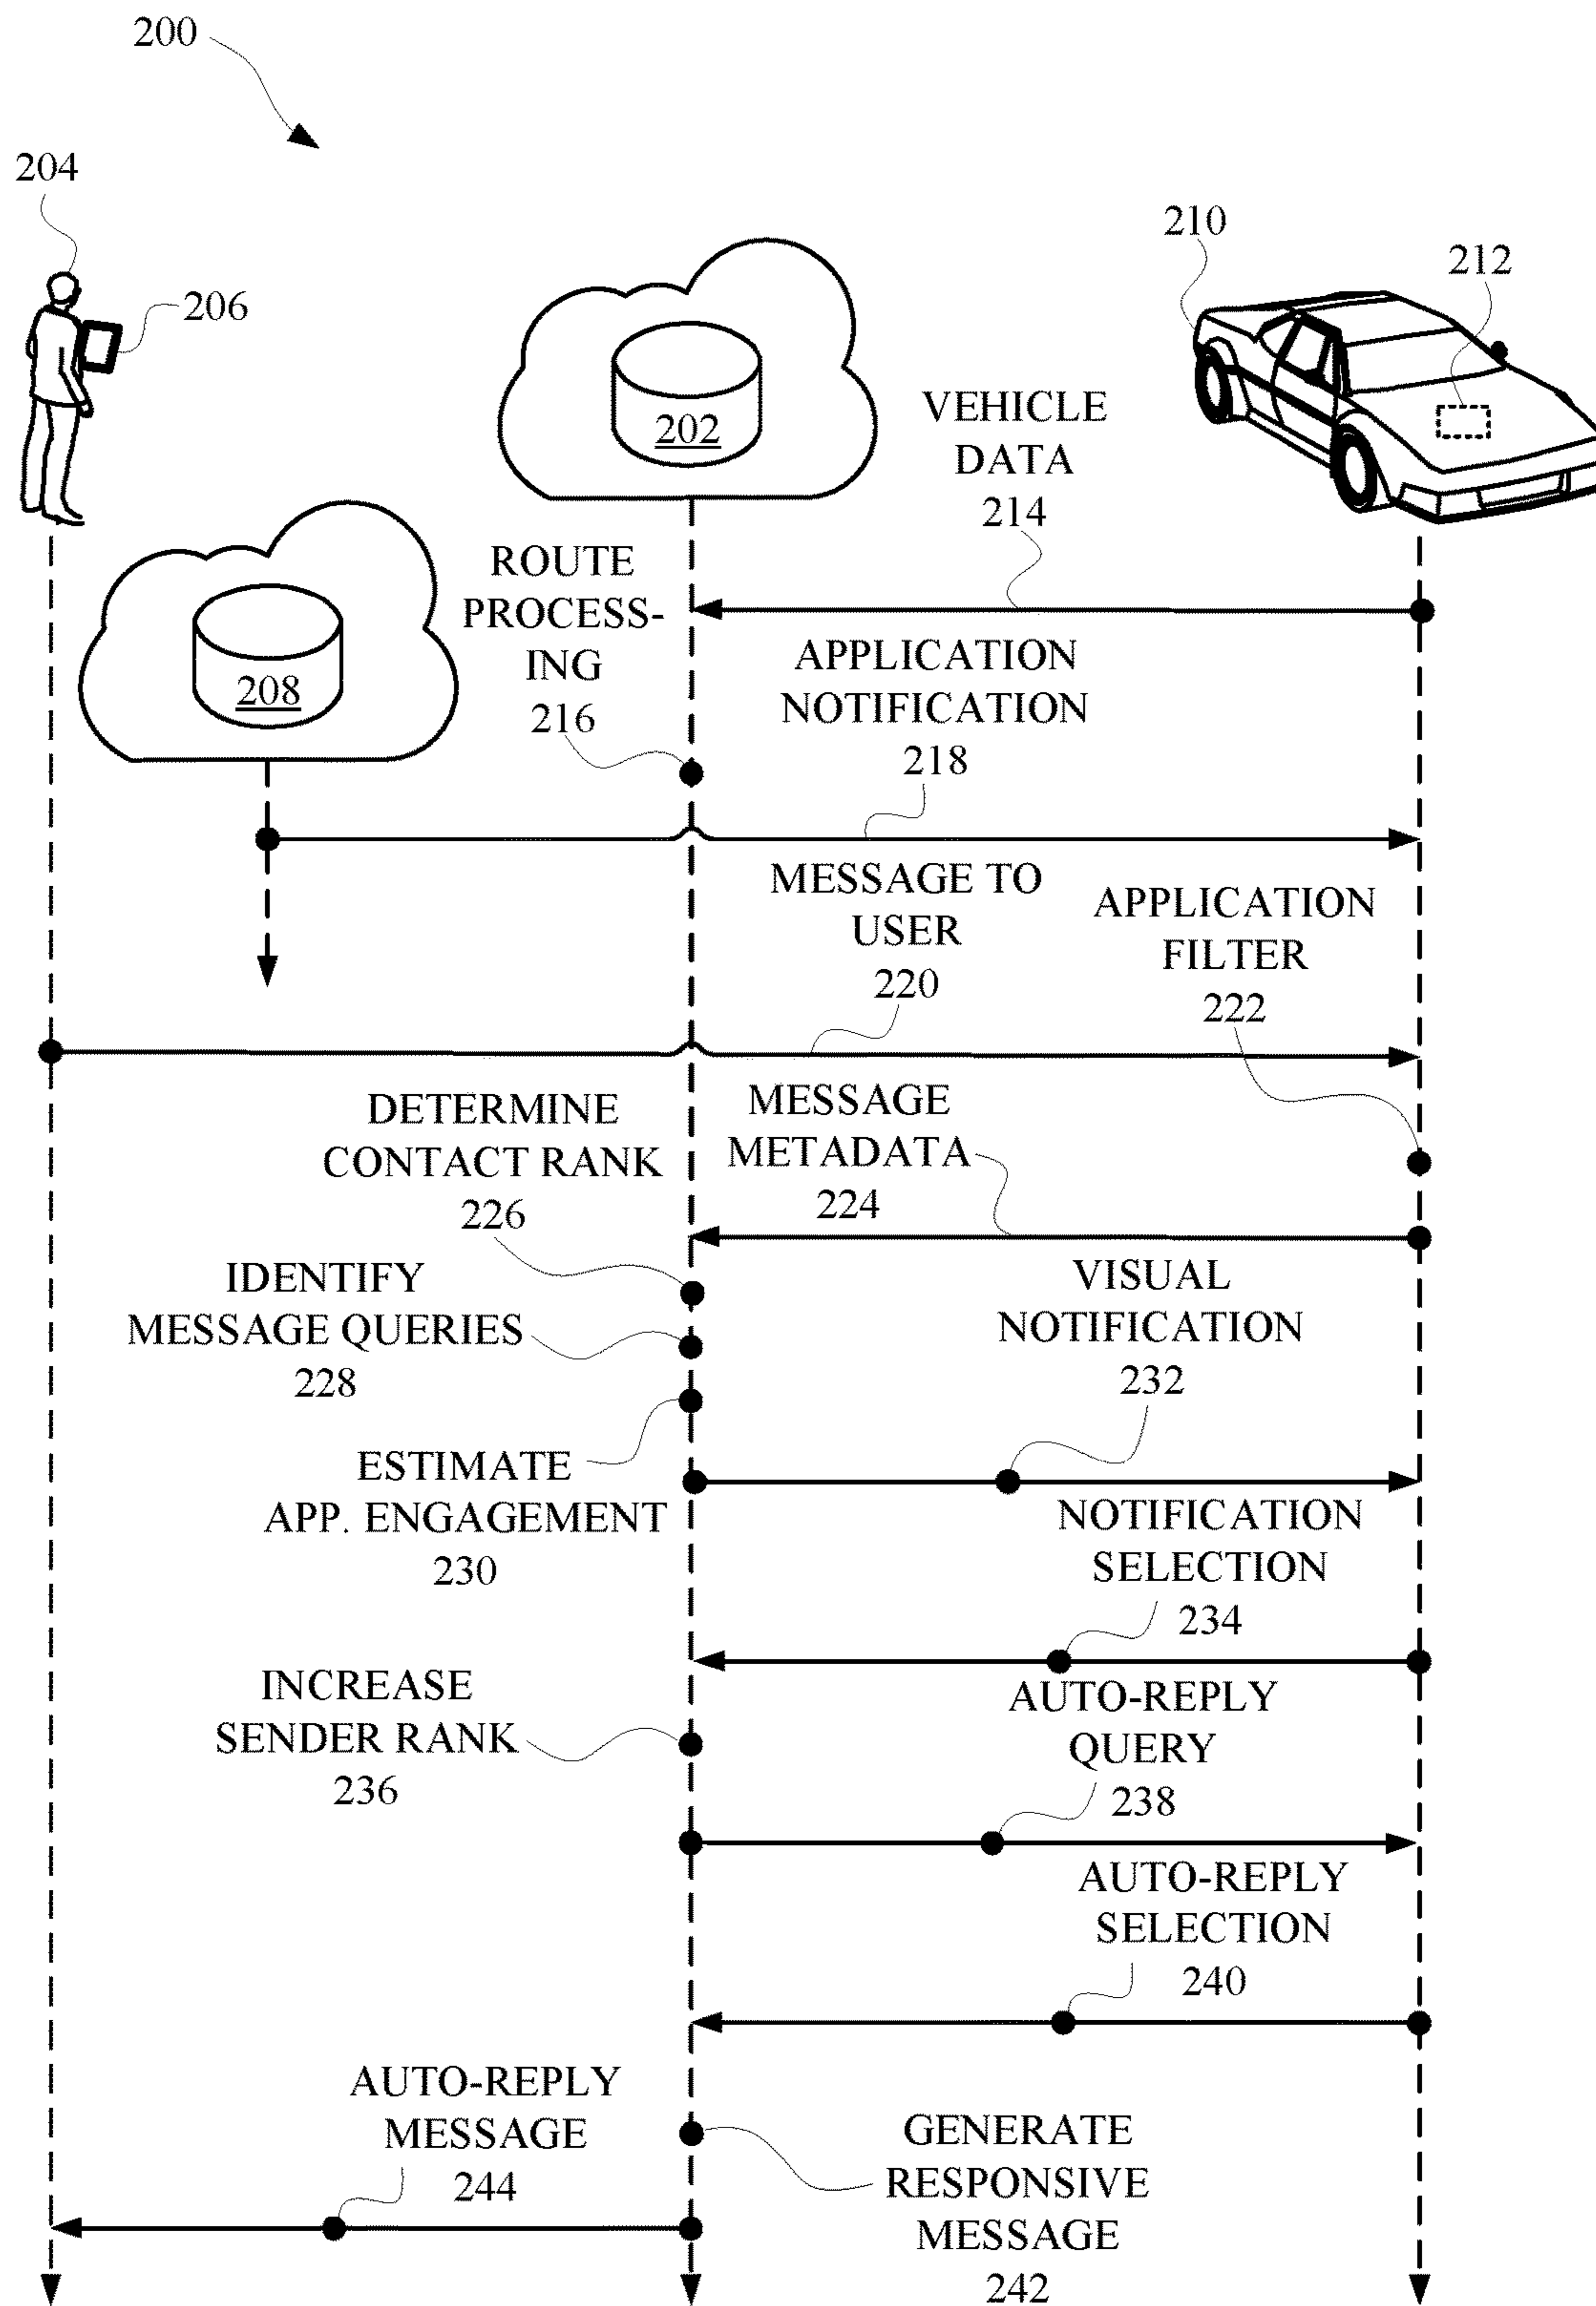 200
204
206
210
212
202
VEHICLE
DATA
214
ROUTE
PROCESS-
ING
216
208
APPLICATION
NOTIFICATION
218
MESSAGE TO
USER
220
APPLICATION
FILTER
222
DETERMINE
CONTACT RANK
226
MESSAGE
METADATA
224
IDENTIFY
MESSAGE QUERIES
228
VISUAL
NOTIFICATION
232
ESTIMATE
APP. ENGAGEMENT
230
NOTIFICATION
SELECTION
234
INCREASE
SENDER RANK
236
AUTO-REPLY
QUERY
238
AUTO-REPLY
SELECTION
240
AUTO-REPLY
MESSAGE
244
GENERATE
RESPONSIVE
MESSAGE
242